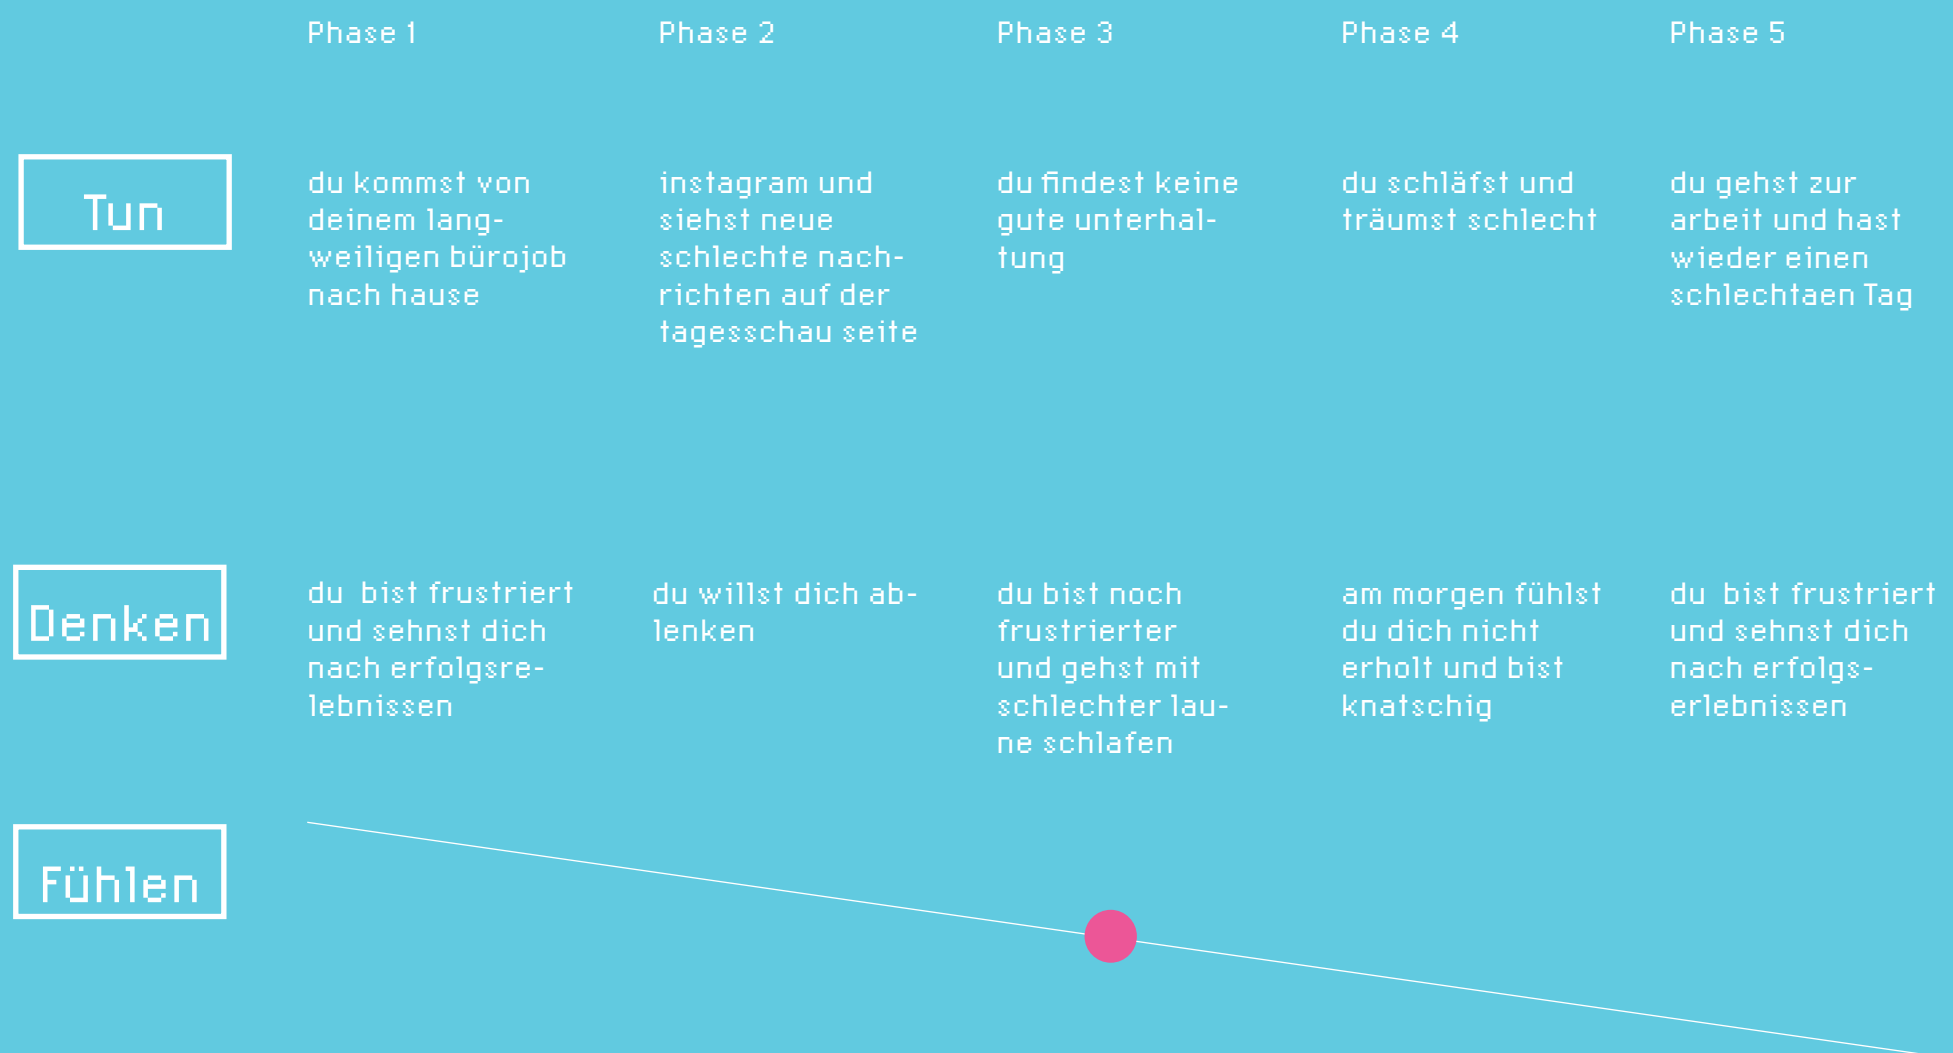 Phase 1
Phase 2
Phase 3
Phase 4
Phase 5
Tun
du kommst von
deinem lang-
weiligen bürojob
nach hause
instagram und
siehst neue
schlechte nach-
richten auf der
tagesschau seite
du findest keine
gute unterhal-
tung
du schläfst und
träumst schlecht
du gehst zur
arbeit und hast
wieder einen
schlechtaen Tag
Denken
du  bist frustriert
und sehnst dich
nach erfolgsre-
lebnissen
du willst dich ab-
lenken
du bist noch
frustrierter
und gehst mit
schlechter lau-
ne schlafen
am morgen fühlst
du dich nicht
erholt und bist
knatschig
du  bist frustriert
und sehnst dich
nach erfolgs-
erlebnissen
Fühlen